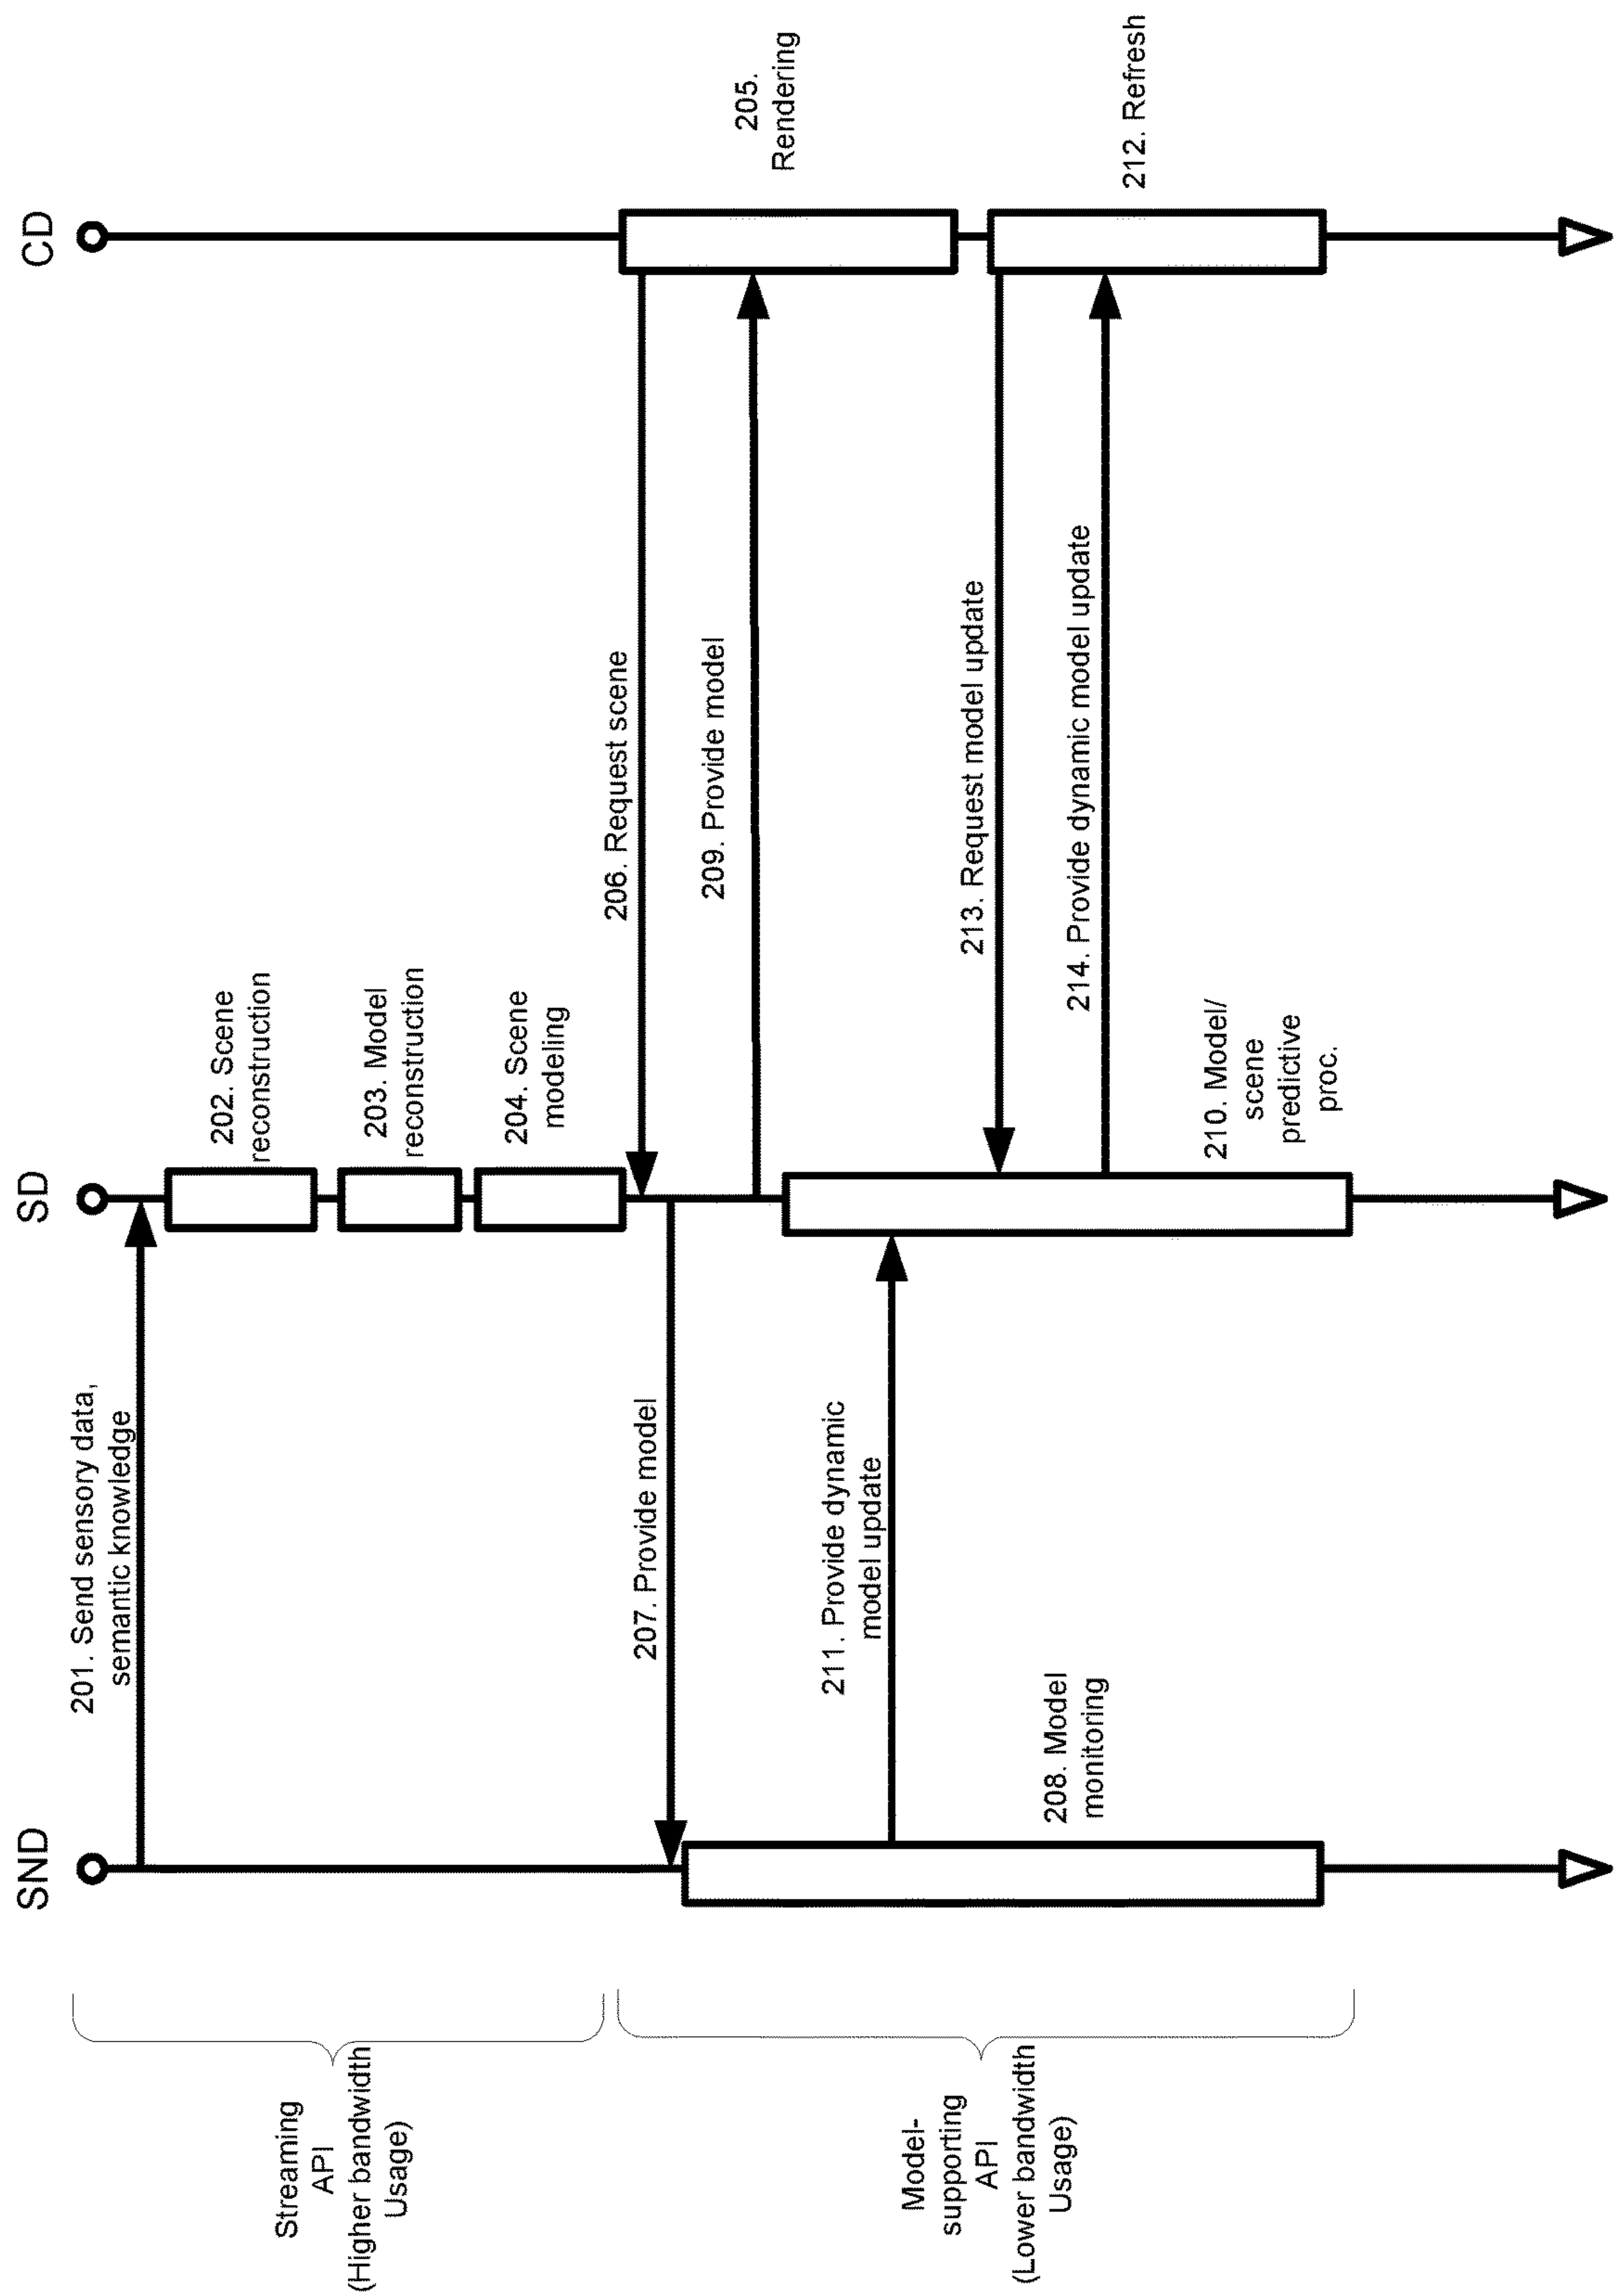 SND
SD
CD
Streaming
API
(Higher bandwidth
Usage)
201. Send sensory data,
semantic knowledge
202. Scene
reconstruction
203. Model
reconstruction
204. Scene
modeling
Model-
supporting
API
(Lower bandwidth
Usage)
206. Request scene
207. Provide model
209. Provide model
205.
Rendering
211. Provide dynamic
model update
213. Request model update
214. Provide dynamic model update
208. Model
monitoring
210. Model/
scene
predictive
proc.
212. Refresh